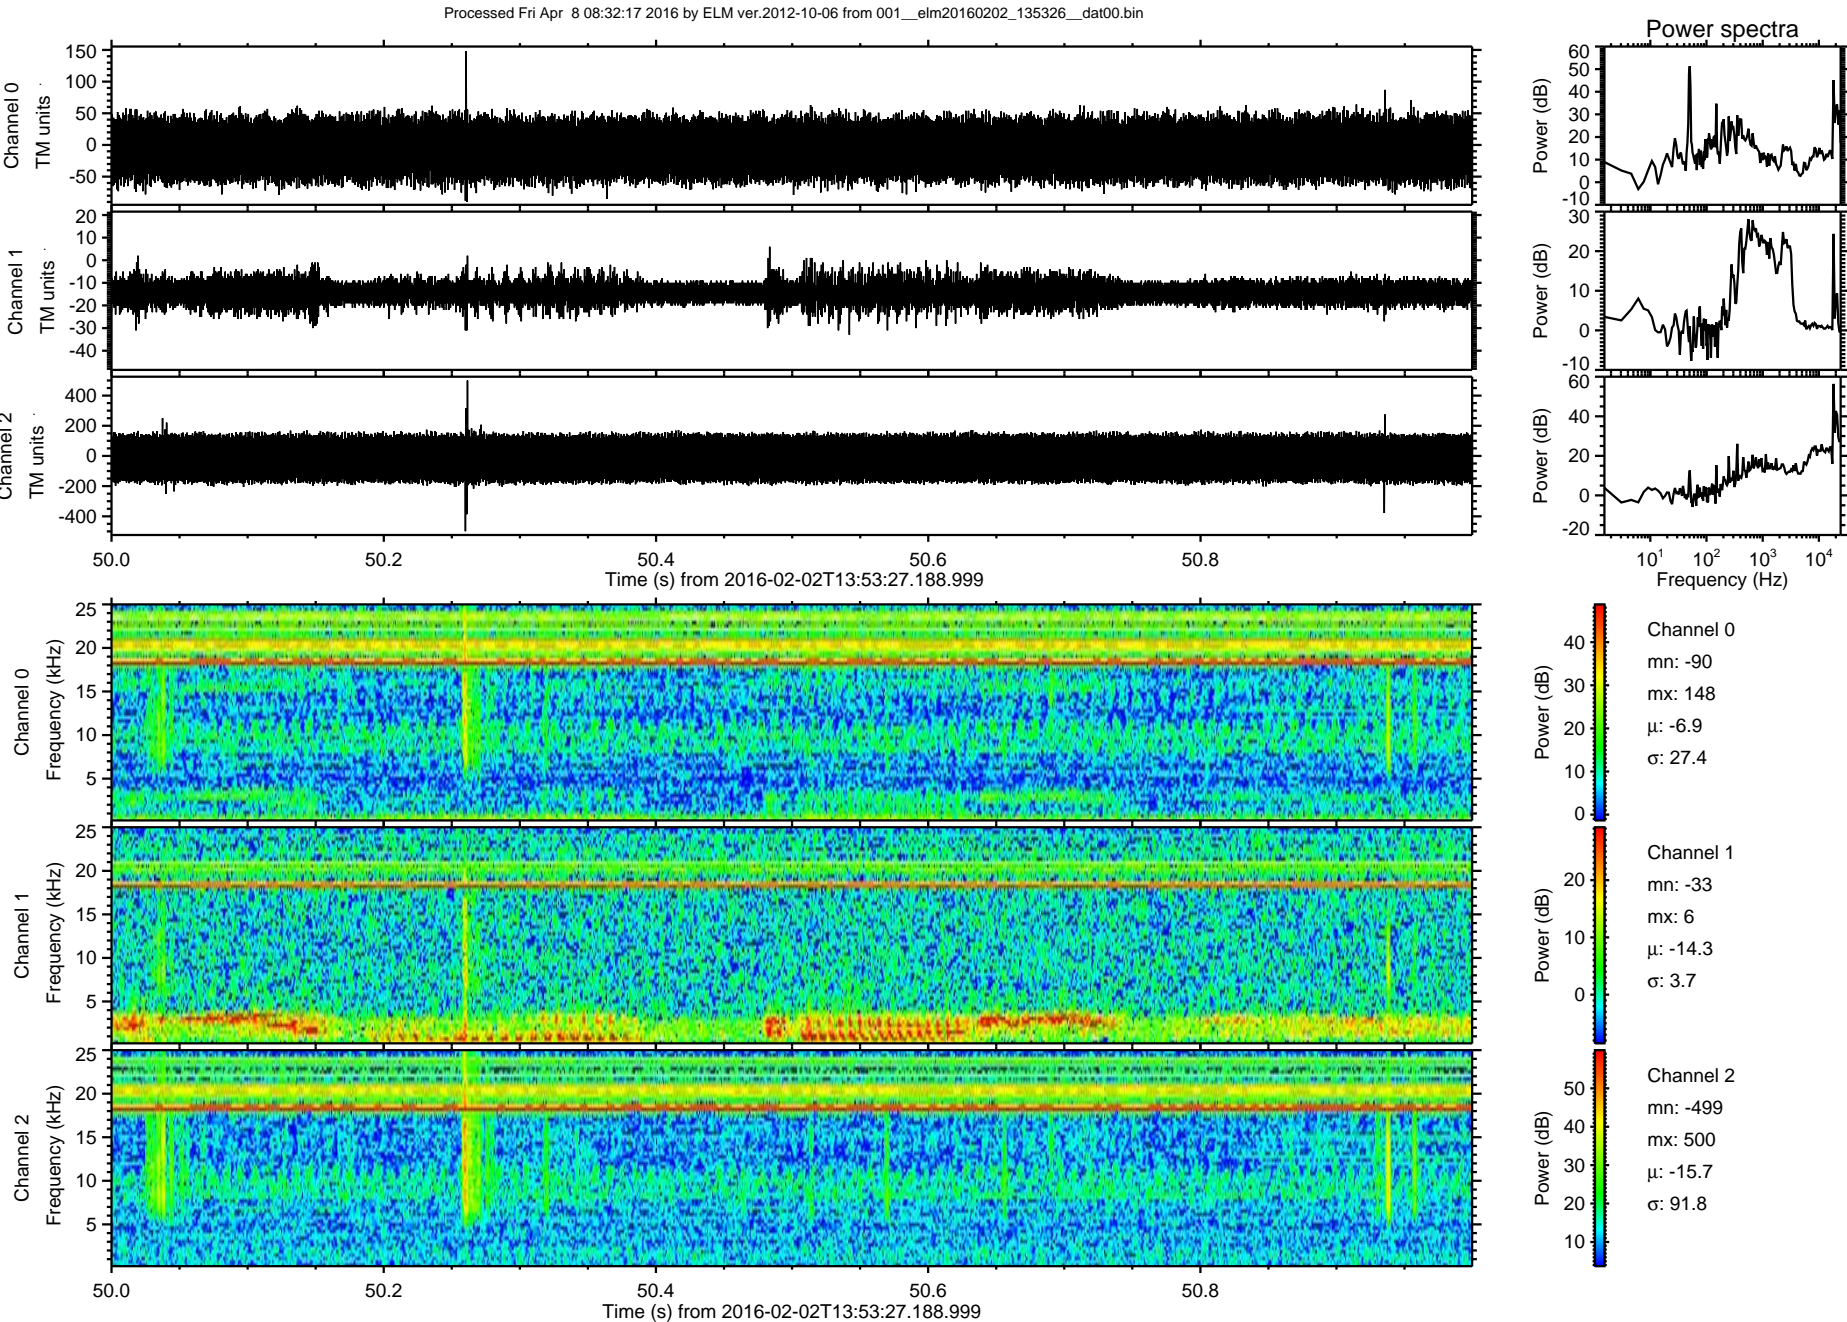 Processed Fri Apr  8 08:32:17 2016 by ELM ver.2012-10-06 from 001__elm20160202_135326__dat00.bin
Power spectra
Channel 0
TM units
150
100
50
0
-50
Power (dB)
60
50
40
30
20
10
0
-10
Channel 1
TM units
20
10
0
-10
-20
-30
-40
Power (dB)
30
20
10
0
-10
Channel 2
TM units
400
200
0
-200
-400
Power (dB)
60
40
20
0
-20
50.0 50.2 50.4 50.6 50.8
Time (s) from 2016-02-02T13:53:27.188.999
10¹ 10² 10³ 10⁴
Frequency (Hz)
Channel 0
Frequency (kHz)
25
20
15
10
5
Power (dB)
40
30
20
10
0
Channel 0
mn: -90
mx: 148
μ: -6.9
σ: 27.4
Channel 1
Frequency (kHz)
25
20
15
10
5
Power (dB)
20
10
0
Channel 1
mn: -33
mx: 6
μ: -14.3
σ: 3.7
Channel 2
Frequency (kHz)
25
20
15
10
5
Power (dB)
50
40
30
20
10
Channel 2
mn: -499
mx: 500
μ: -15.7
σ: 91.8
50.0 50.2 50.4 50.6 50.8
Time (s) from 2016-02-02T13:53:27.188.999